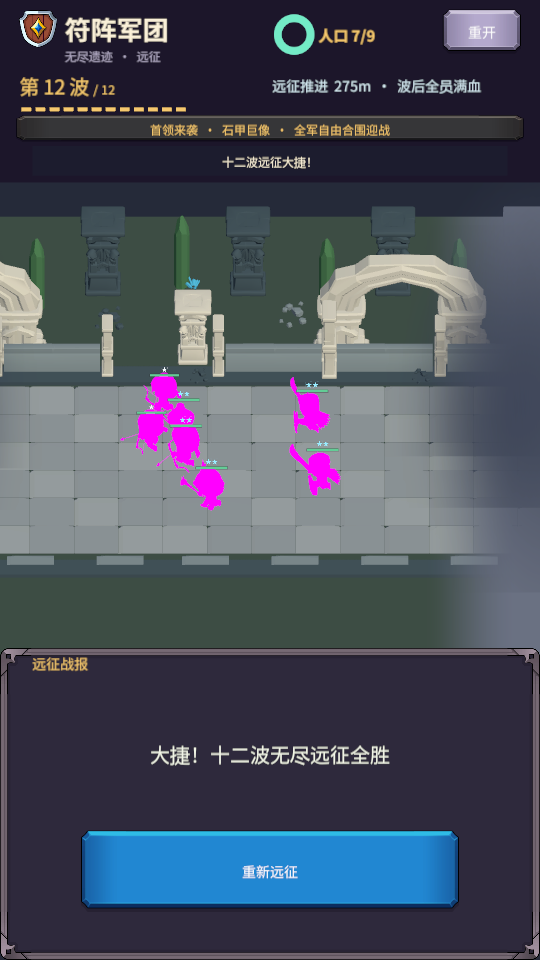 符阵军团
无尽遗迹 · 远征
人口 7/9
重开
第 12 波 / 12
远征推进 275m · 波后全员满血
首领来袭 · 石甲巨像 · 全军自由合围迎战
十二波远征大捷！
远征战报
大捷！十二波无尽远征全胜
重新远征